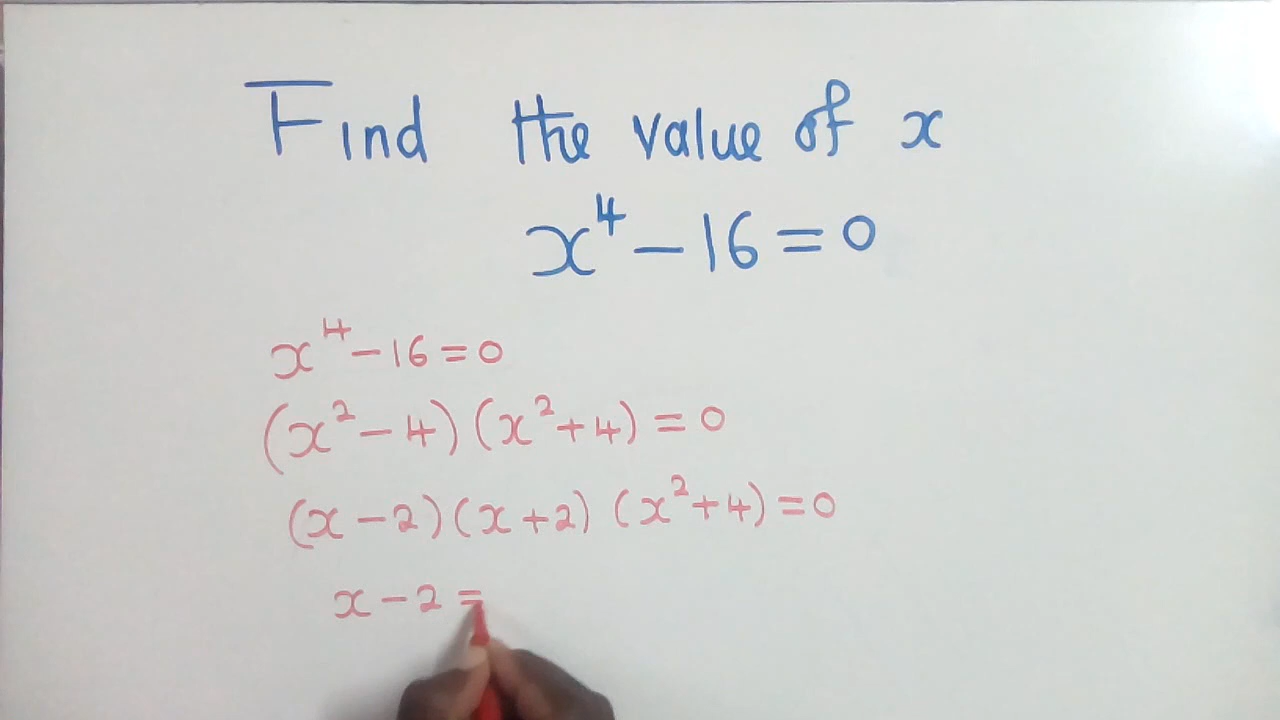 Find the value of x
x⁴ - 16 = 0
x⁴ - 16 = 0
(x² - 4) (x² + 4) = 0
(x - 2) (x + 2) (x² + 4) = 0
x - 2 =